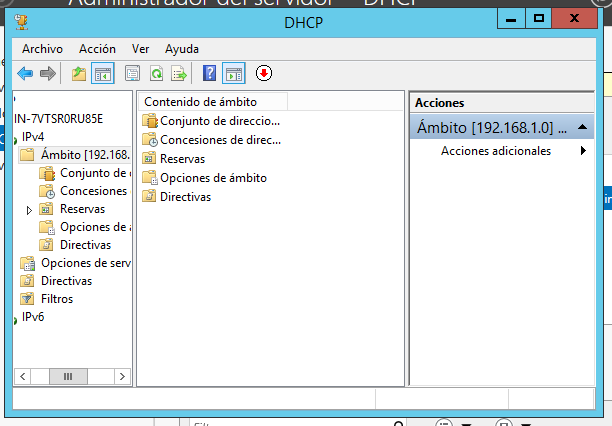 Administrador del servidor DHCP
DHCP
Archivo Acción Ver Ayuda
IN-7VTSR0RU85E
IPv4
Ámbito [192.168.
Conjunto de
Concesiones
Reservas
Opciones de
Directivas
Opciones de serv
Directivas
Filtros
IPv6
Contenido de ámbito
Conjunto de direccio...
Concesiones de direc...
Reservas
Opciones de ámbito
Directivas
Acciones
Ámbito [192.168.1.0] ...
Acciones adicionales